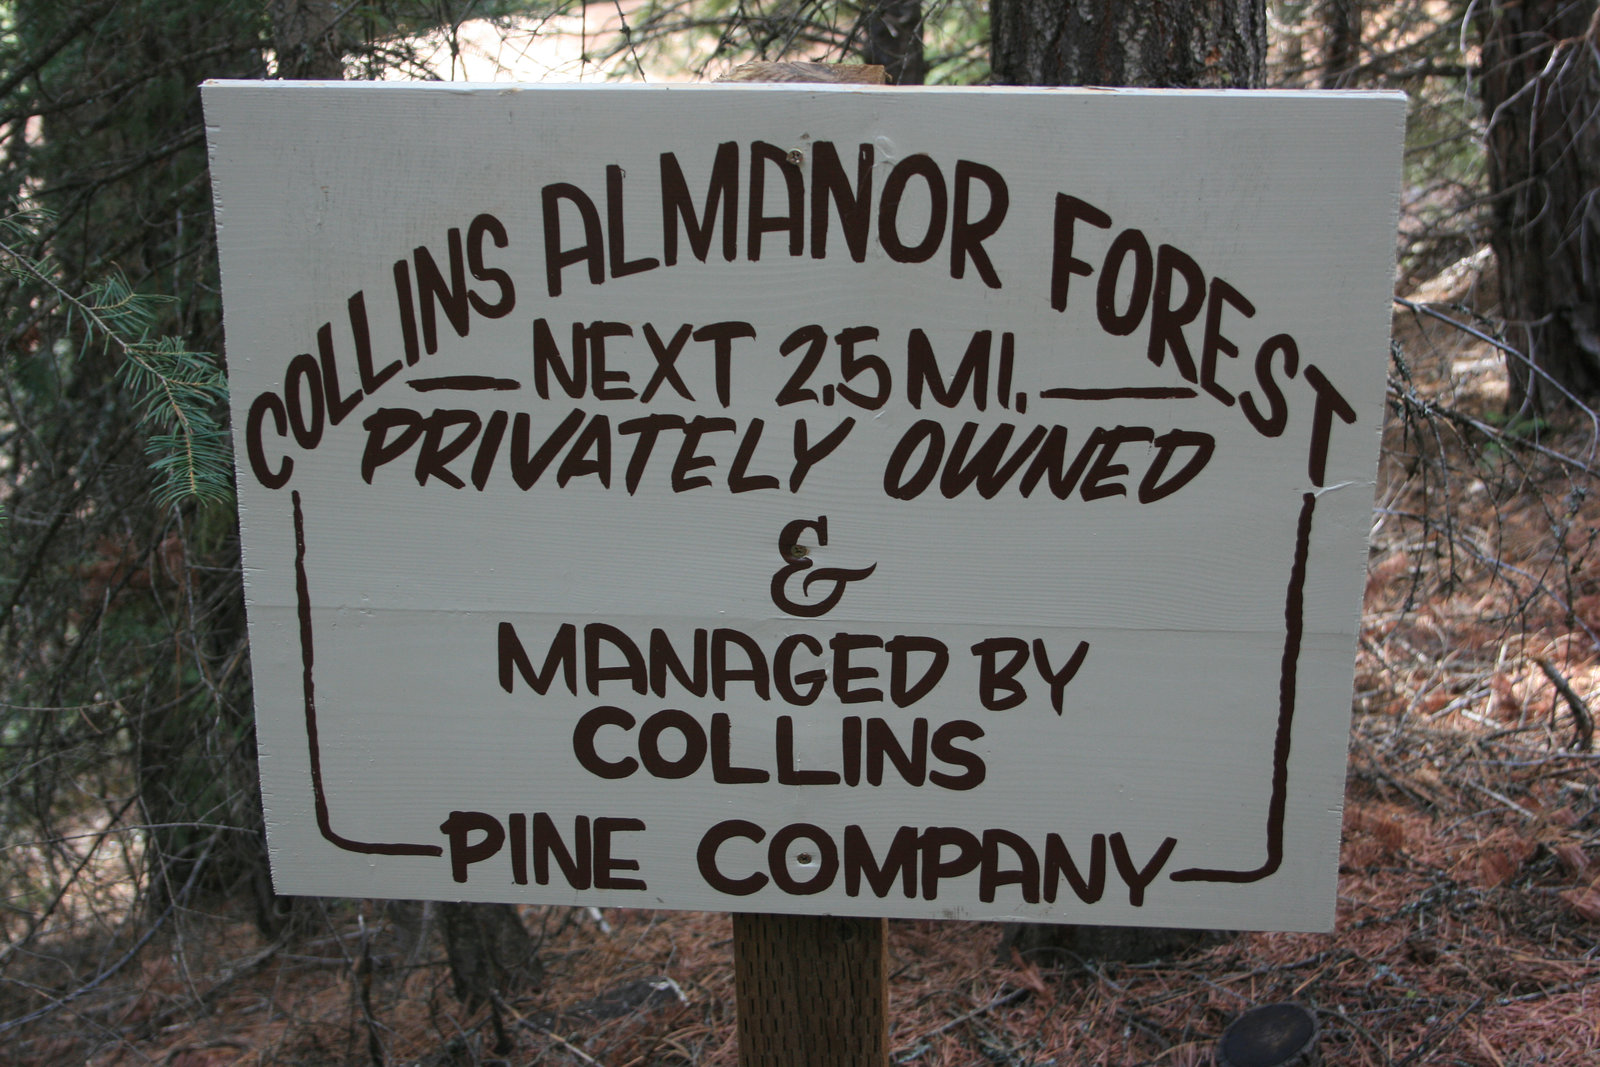 COLLINS ALMANOR FOREST
NEXT 2.5 MI.
PRIVATELY OWNED
&
MANAGED BY
COLLINS
PINE COMPANY